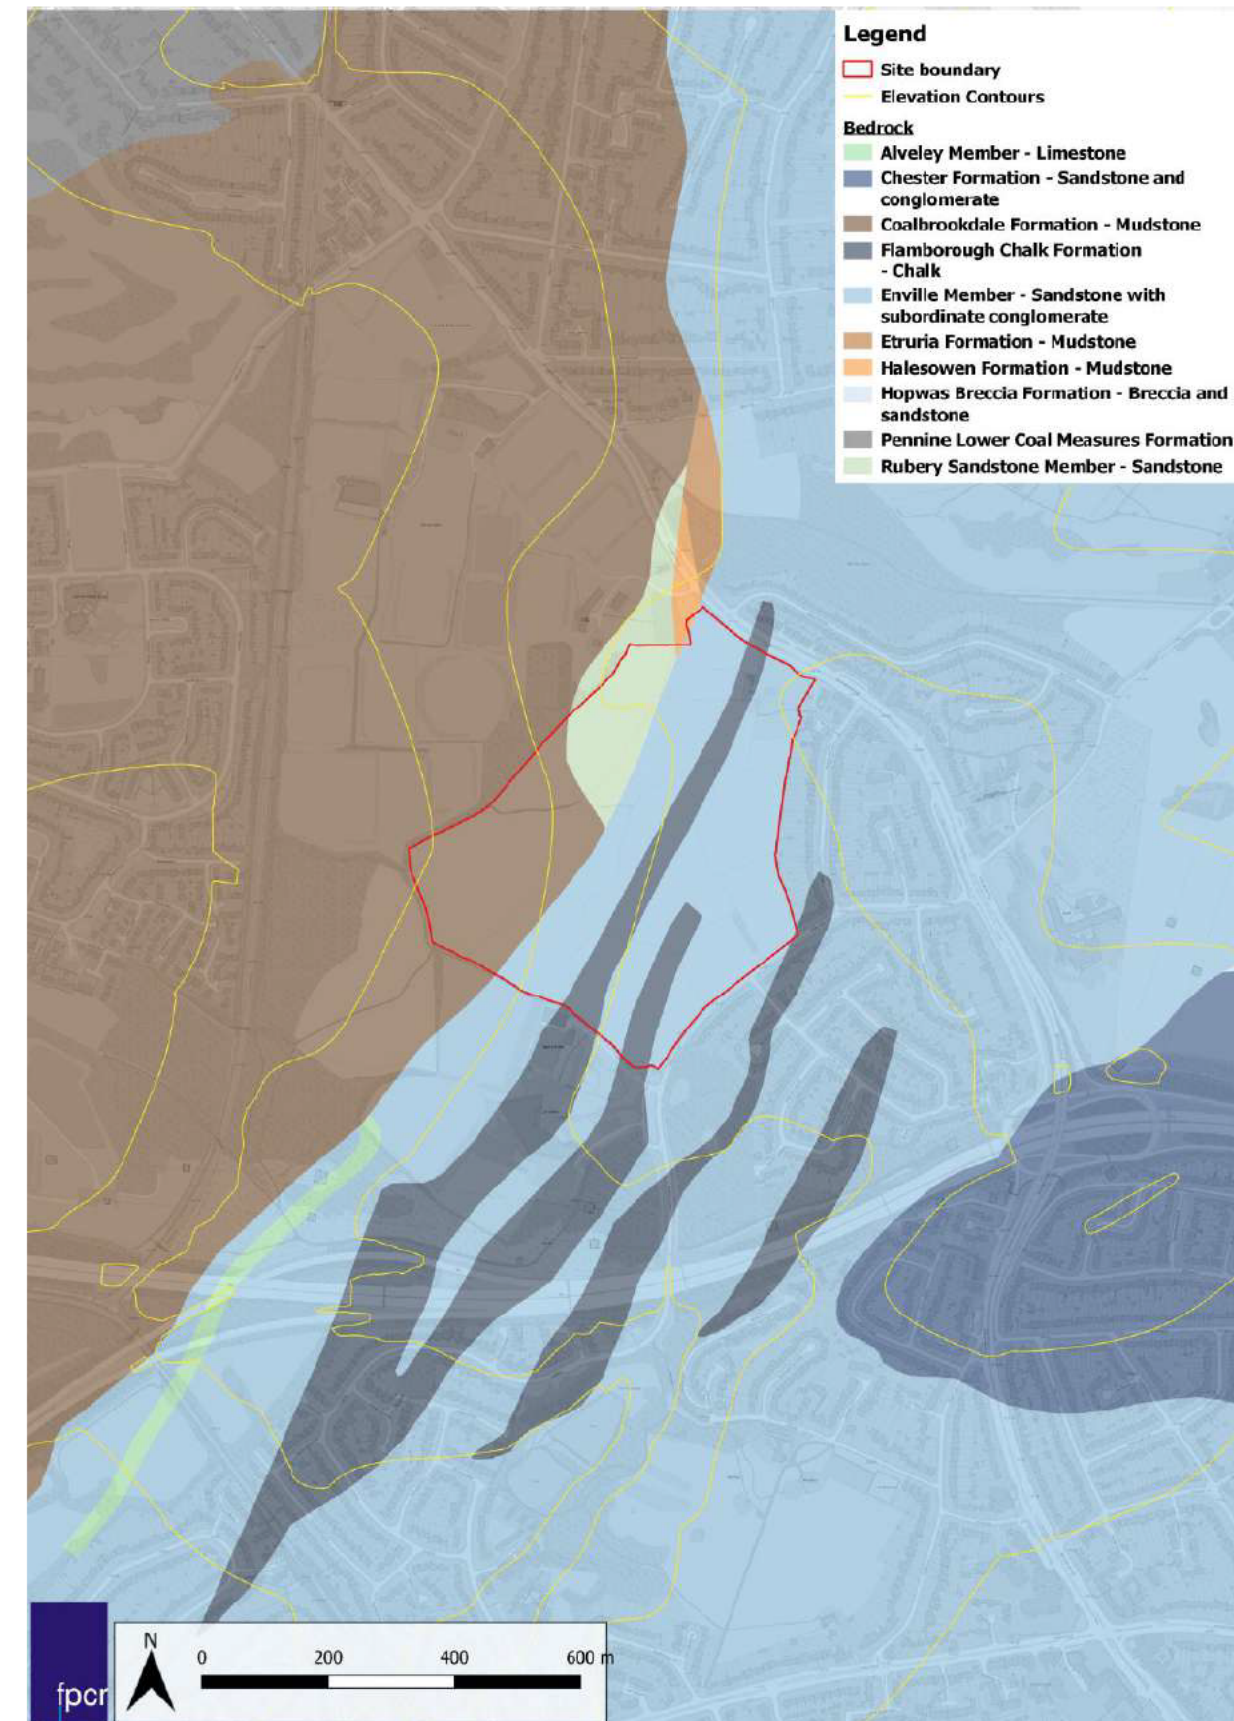 Legend
Site boundary
Elevation Contours
Bedrock
Alveley Member - Limestone
Chester Formation - Sandstone and
conglomerate
Coalbrookdale Formation - Mudstone
Flamborough Chalk Formation
- Chalk
Enville Member - Sandstone with
subordinate conglomerate
Etruria Formation - Mudstone
Halesowen Formation - Mudstone
Hopwas Breccia Formation - Breccia and
sandstone
Pennine Lower Coal Measures Formation
Rubery Sandstone Member - Sandstone
N
0 200 400 600 m
fpcr